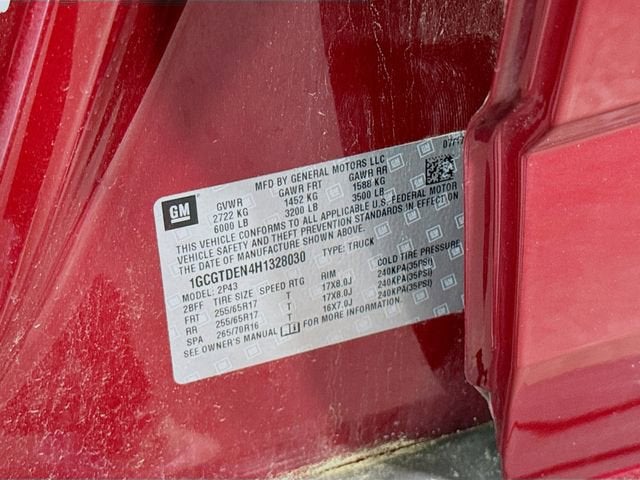 07/17
MFD BY GENERAL MOTORS LLC
GM
GVWR GAWR FRT GAWR RR
2722 KG 1452 KG 1588 KG
6000 LB 3200 LB 3500 LB
THIS VEHICLE CONFORMS TO ALL APPLICABLE U.S. FEDERAL MOTOR
VEHICLE SAFETY AND THEFT PREVENTION STANDARDS IN EFFECT ON
THE DATE OF MANUFACTURE SHOWN ABOVE.
1GCGTDEN4H1328030 TYPE: TRUCK
MODEL: 2P43
2BFF TIRE SIZE SPEED RTG RIM COLD TIRE PRESSURE
FRT 255/65R17 T 17X8.0J 240KPA(35PSI)
RR 255/65R17 T 17X8.0J 240KPA(35PSI)
SPA 265/70R16 T 16X7.0J 240KPA(35PSI)
SEE OWNER'S MANUAL FOR MORE INFORMATION.